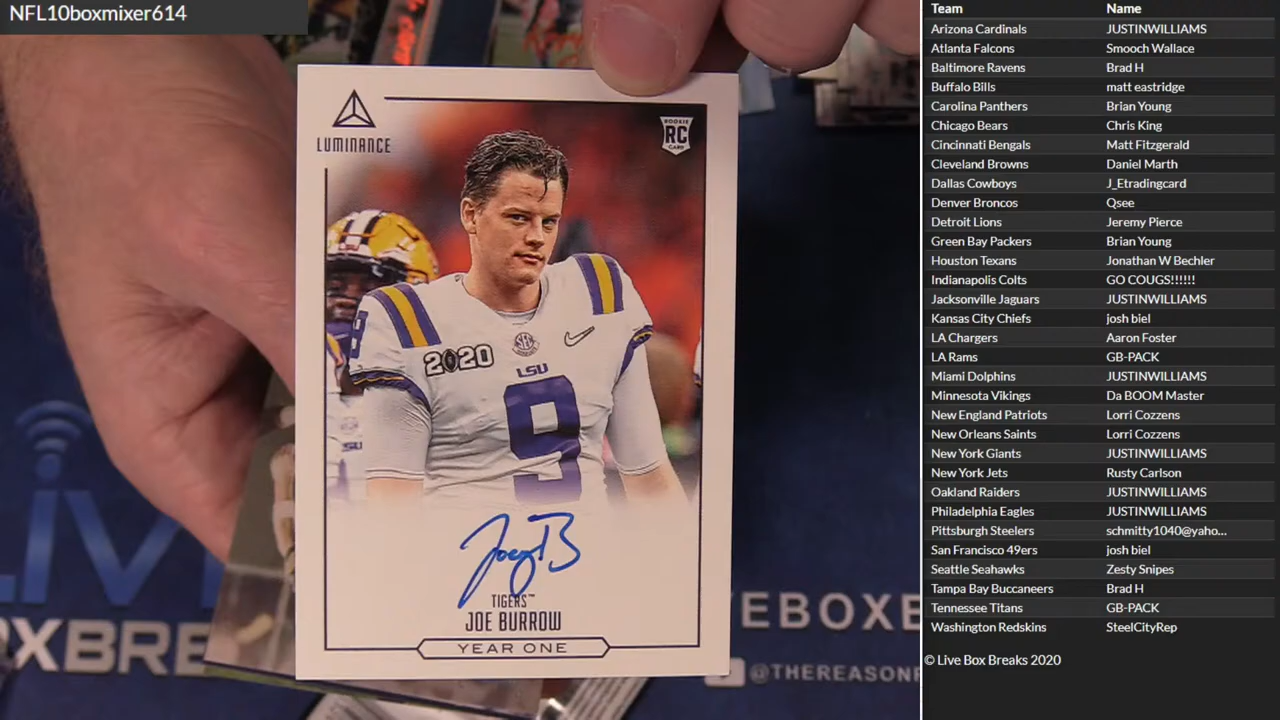 NFL10boxmixer614
LUMINANCE
ROOKIE
RC
CARD
2020
SEC
LSU
9
TIGERS™
JOE BURROW
YEAR ONE
LIV
OXBRE
EBOXB
@THEREASONF
Team Name
Arizona Cardinals JUSTINWILLIAMS
Atlanta Falcons Smooch Wallace
Baltimore Ravens Brad H
Buffalo Bills matt eastridge
Carolina Panthers Brian Young
Chicago Bears Chris King
Cincinnati Bengals Matt Fitzgerald
Cleveland Browns Daniel Marth
Dallas Cowboys J_Etradingcard
Denver Broncos Qsee
Detroit Lions Jeremy Pierce
Green Bay Packers Brian Young
Houston Texans Jonathan W Bechler
Indianapolis Colts GO COUGS!!!!!!
Jacksonville Jaguars JUSTINWILLIAMS
Kansas City Chiefs josh biel
LA Chargers Aaron Foster
LA Rams GB-PACK
Miami Dolphins JUSTINWILLIAMS
Minnesota Vikings Da BOOM Master
New England Patriots Lorri Cozzens
New Orleans Saints Lorri Cozzens
New York Giants JUSTINWILLIAMS
New York Jets Rusty Carlson
Oakland Raiders JUSTINWILLIAMS
Philadelphia Eagles JUSTINWILLIAMS
Pittsburgh Steelers schmitty1040@yaho...
San Francisco 49ers josh biel
Seattle Seahawks Zesty Snipes
Tampa Bay Buccaneers Brad H
Tennessee Titans GB-PACK
Washington Redskins SteelCityRep
© Live Box Breaks 2020